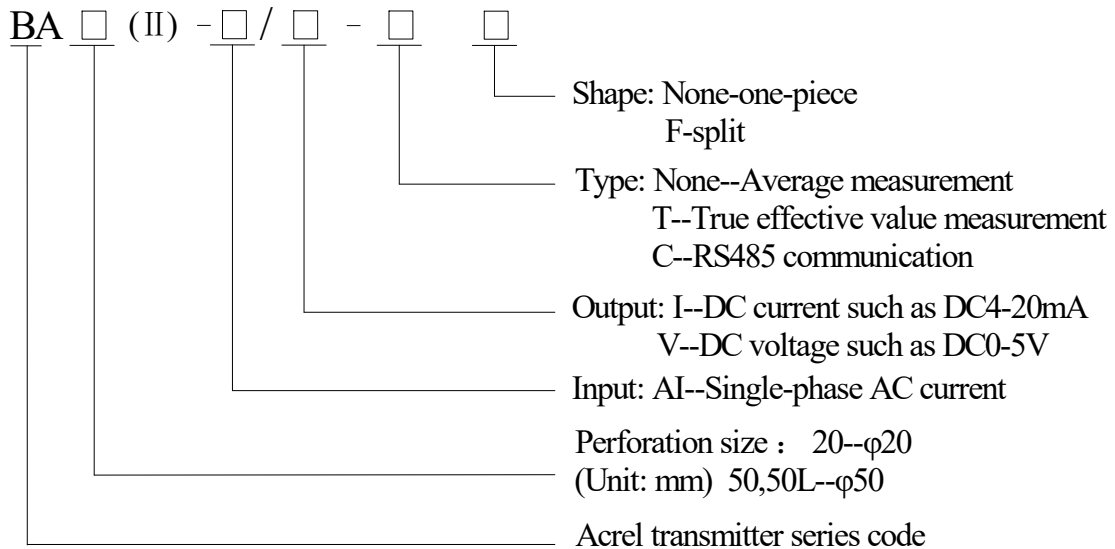 BA □ (II) - □ / □ - □ □
Shape: None-one-piece
F-split
Type: None--Average measurement
T--True effective value measurement
C--RS485 communication
Output: I--DC current such as DC4-20mA
V--DC voltage such as DC0-5V
Input: AI--Single-phase AC current
Perforation size： 20--φ20
(Unit: mm) 50,50L--φ50
Acrel transmitter series code